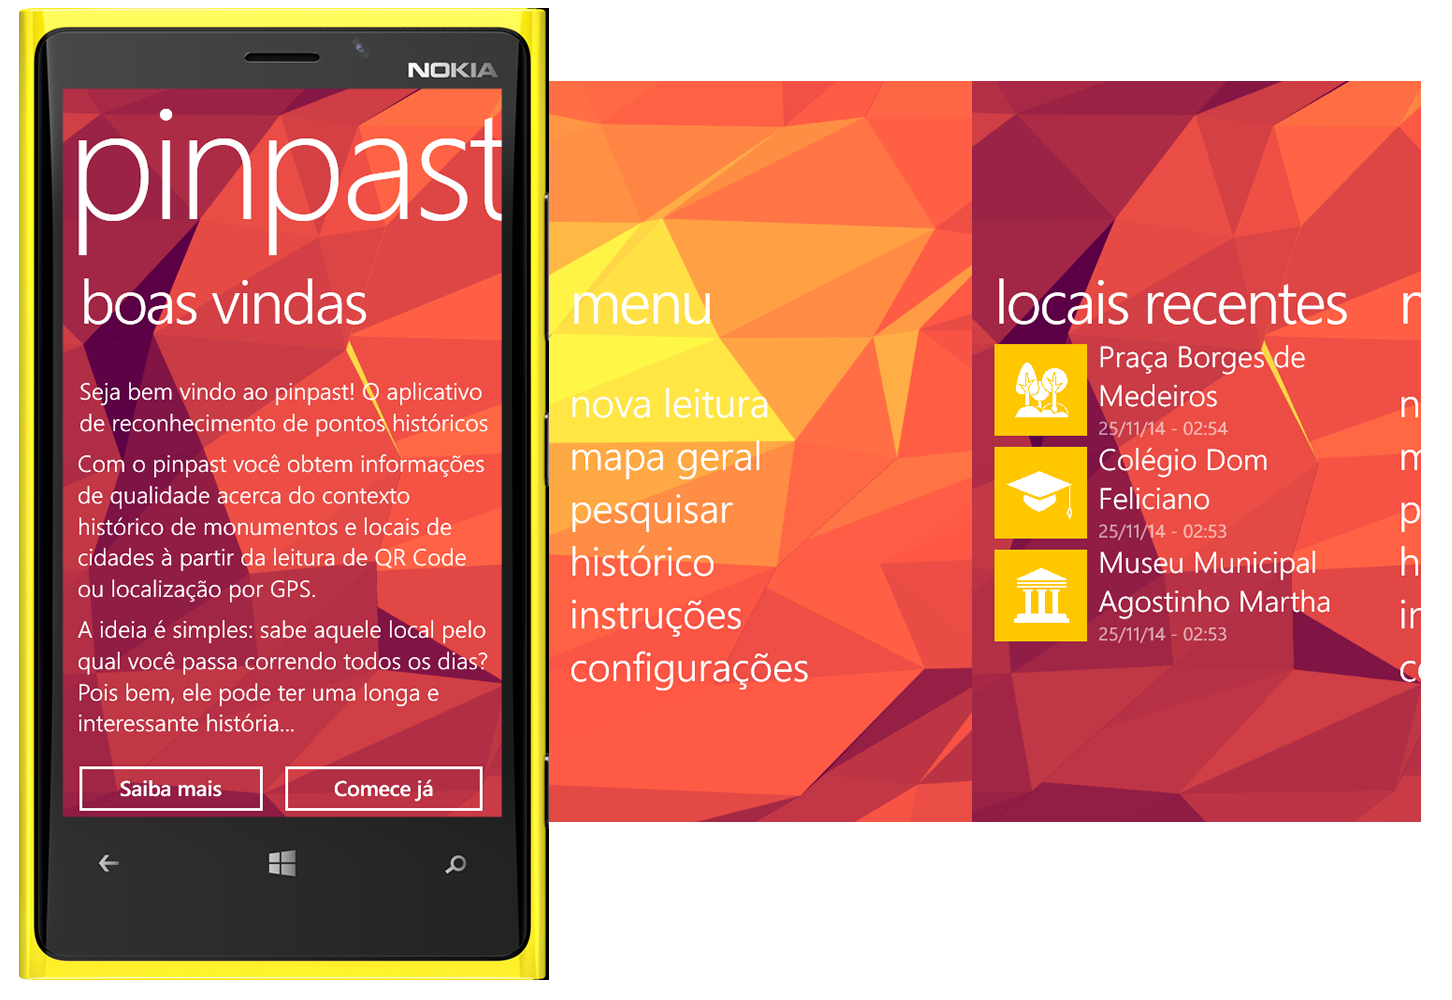 NOKIA
pinpast
boas vindas
Seja bem vindo ao pinpast! O aplicativo
de reconhecimento de pontos históricos
Com o pinpast você obtem informações
de qualidade acerca do contexto
histórico de monumentos e locais de
cidades à partir da leitura de QR Code
ou localização por GPS.
A ideia é simples: sabe aquele local pelo
qual você passa correndo todos os dias?
Pois bem, ele pode ter uma longa e
interessante história...
Saiba mais
Comece já
menu
nova leitura
mapa geral
pesquisar
histórico
instruções
configurações
locais recentes
Praça Borges de
Medeiros
25/11/14 - 02:54
Colégio Dom
Feliciano
25/11/14 - 02:53
Museu Municipal
Agostinho Martha
25/11/14 - 02:53